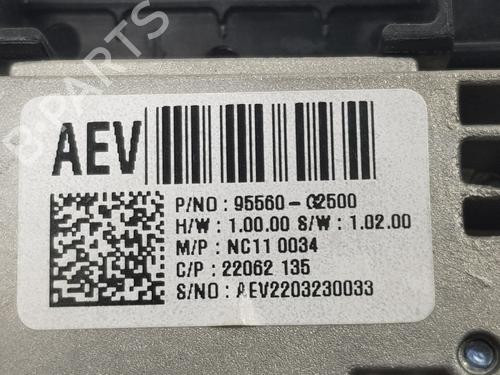 B-PARTS
AEV
P/NO : 95560-G2500
H/W : 1.00.00 S/W : 1.02.00
M/P : NC11 0034
C/P : 22062 135
S/NO : AEV2203230033